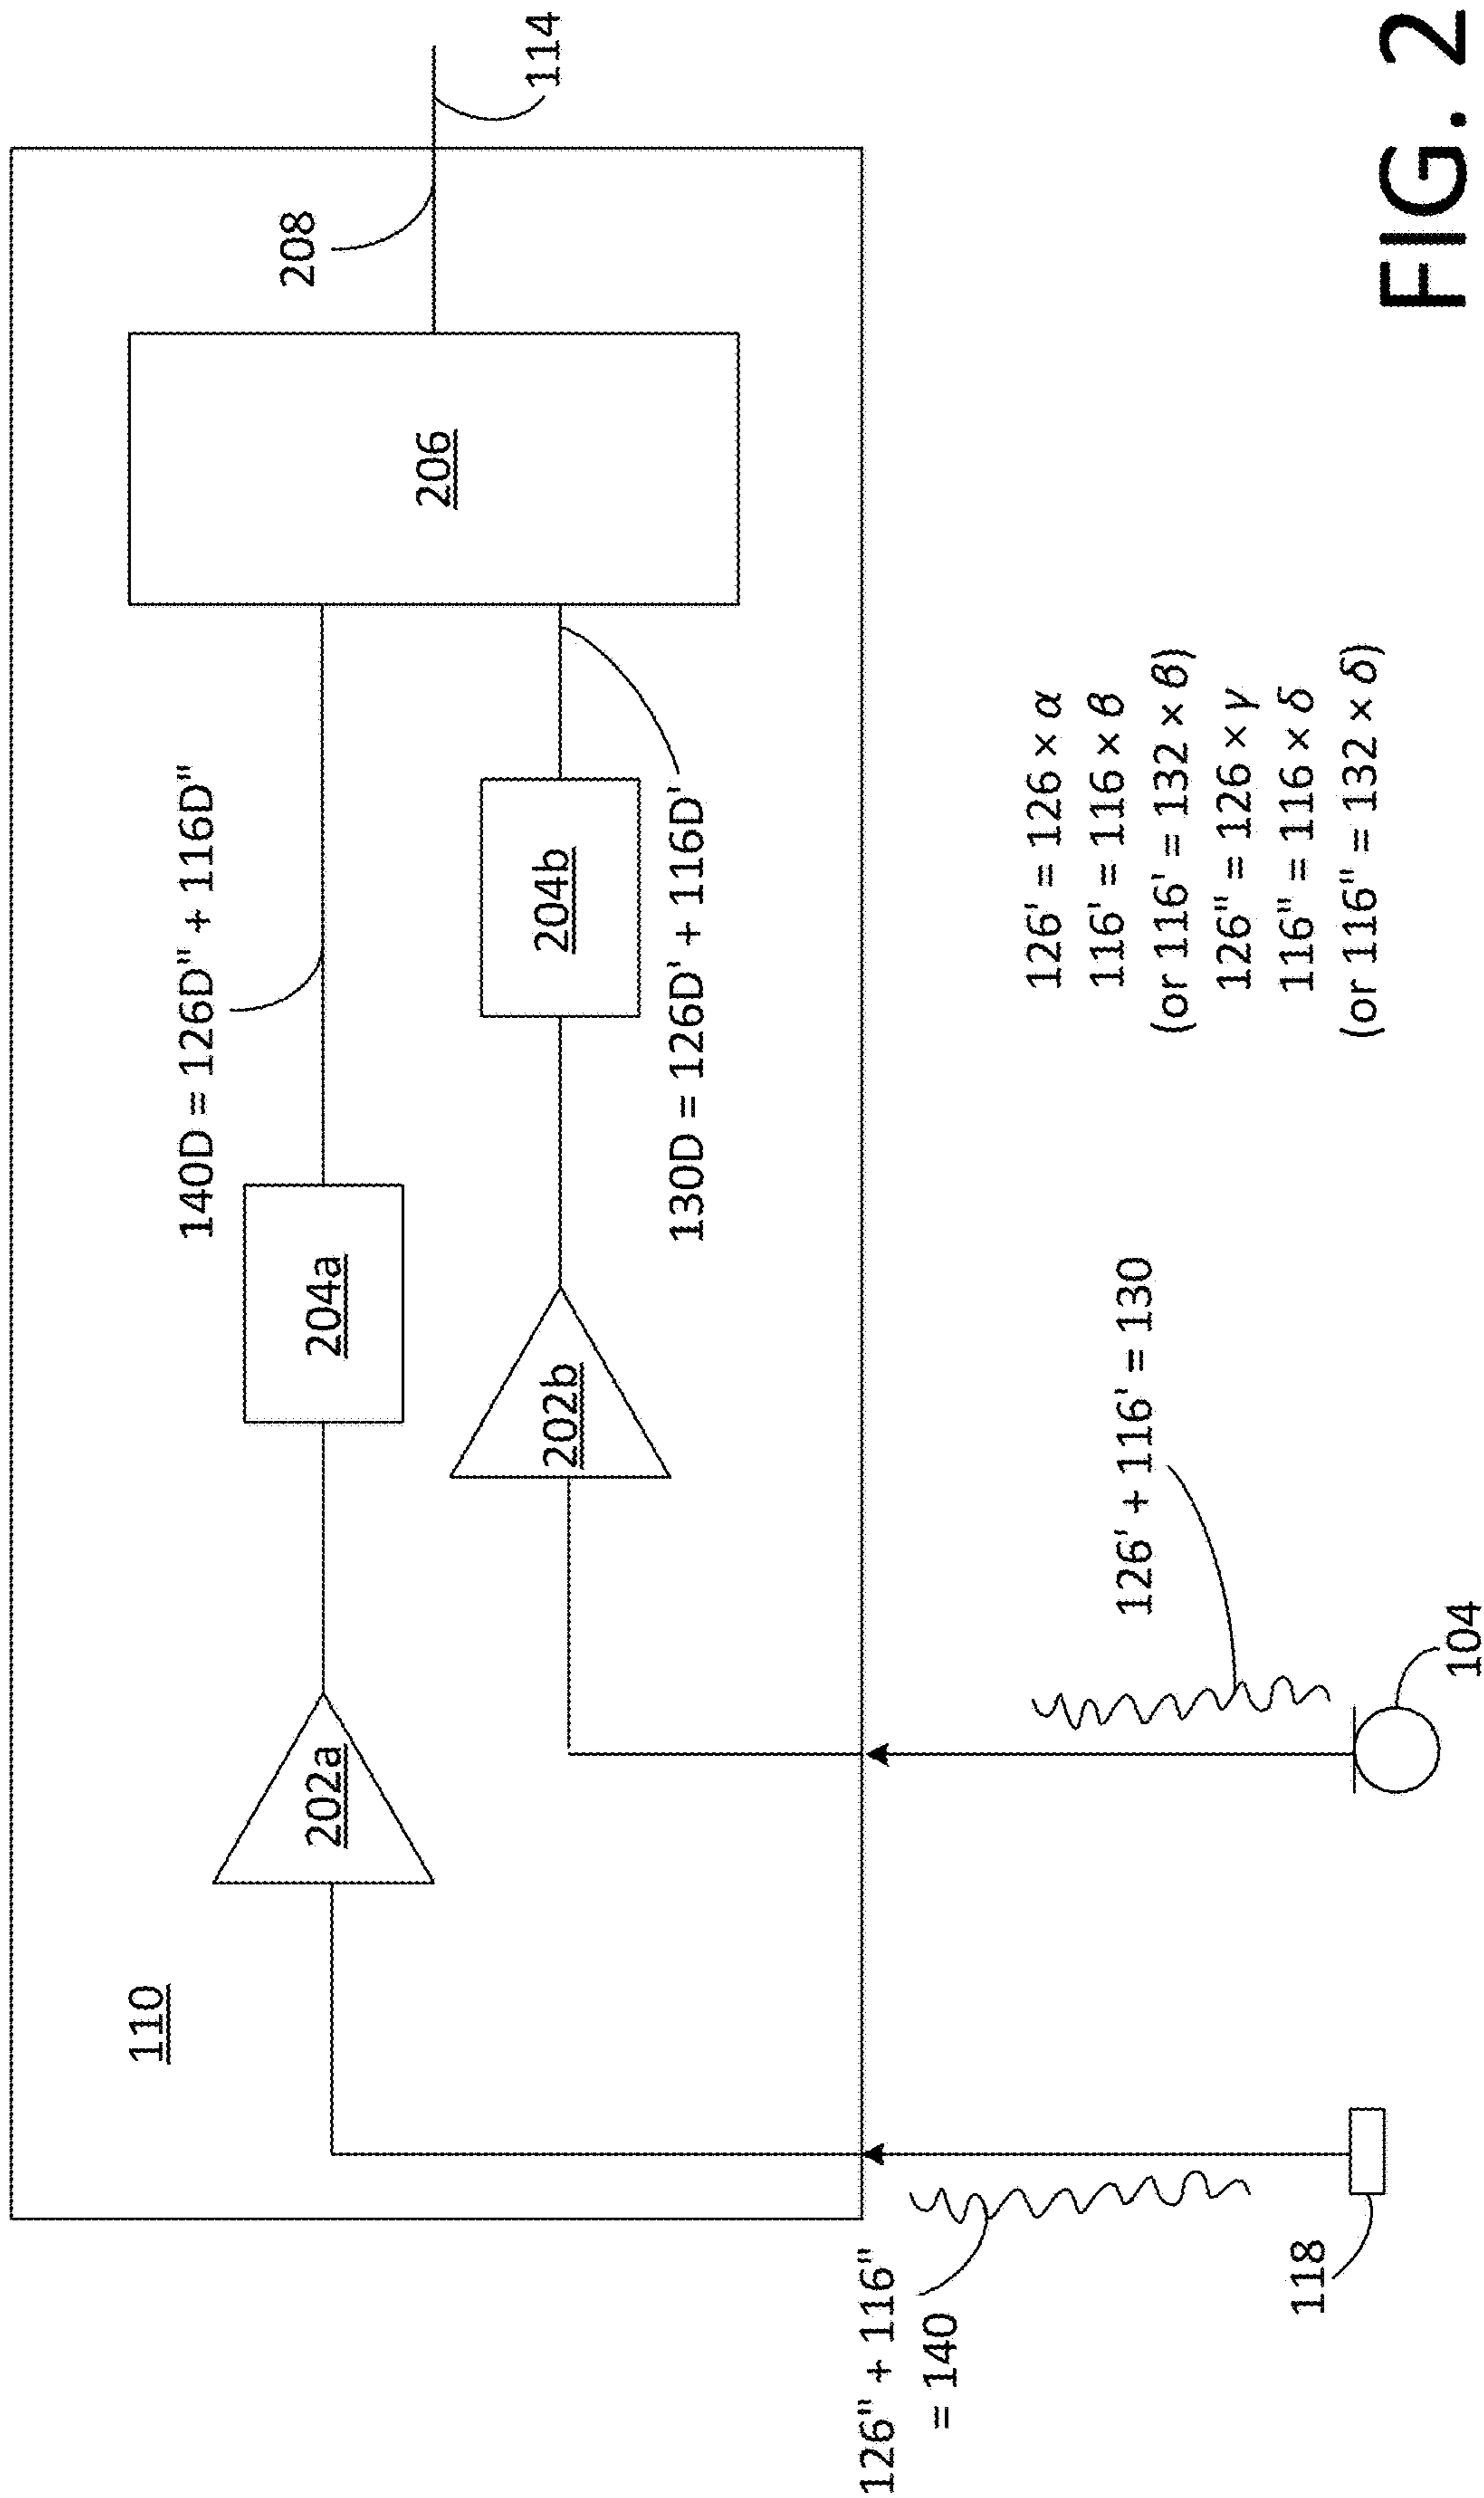 110
208
114
140D = 126D" + 116D"
202a
204a
206
202b
204b
130D = 126D' + 116D'
126" + 116"
= 140
126' + 116' = 130
118
104
126' = 126 × α
116' = 116 × β
(or 116' = 132 × β)
126" = 126 × γ
116" = 116 × δ
(or 116" = 132 × δ)
FIG. 2